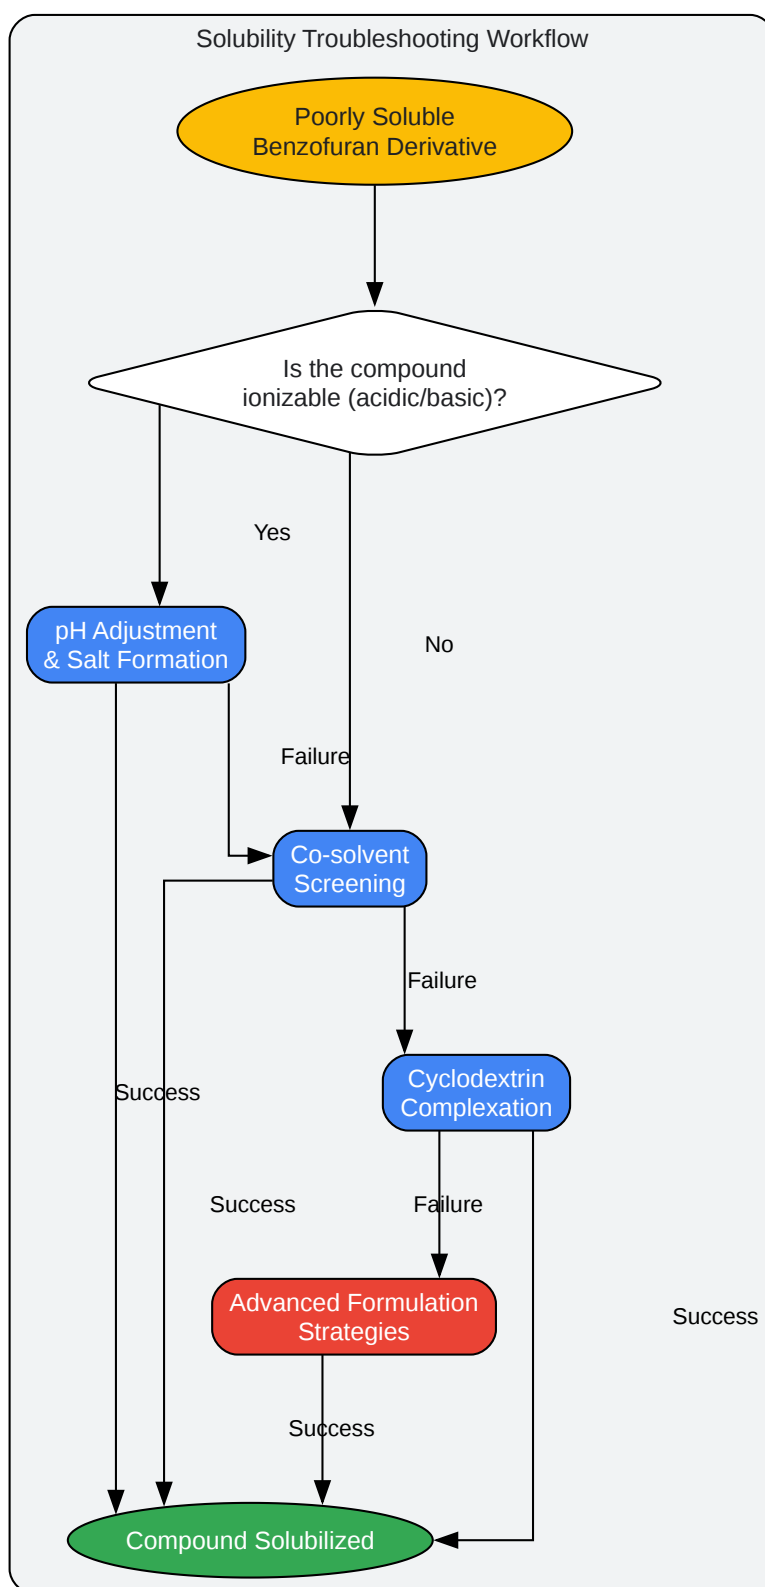 Solubility Troubleshooting Workflow
Poorly Soluble
Benzofuran Derivative
Is the compound
ionizable (acidic/basic)?
Yes
pH Adjustment
& Salt Formation
No
Failure
Co-solvent
Screening
Failure
Cyclodextrin
Complexation
Success
Success
Failure
Advanced Formulation
Strategies
Success
Success
Compound Solubilized